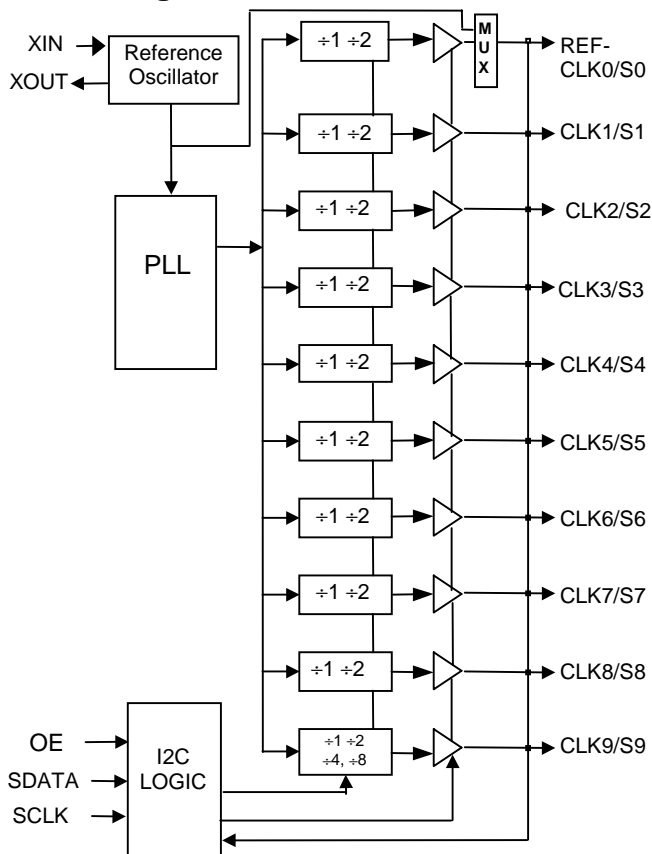 XIN
XOUT
Reference
Oscillator
÷1 ÷2
M
U
X
REF-
CLK0/S0
÷1 ÷2
CLK1/S1
PLL
÷1 ÷2
CLK2/S2
÷1 ÷2
CLK3/S3
÷1 ÷2
CLK4/S4
÷1 ÷2
CLK5/S5
÷1 ÷2
CLK6/S6
÷1 ÷2
CLK7/S7
÷1 ÷2
CLK8/S8
OE
SDATA
SCLK
I2C
LOGIC
÷1 ÷2
÷4, ÷8
CLK9/S9